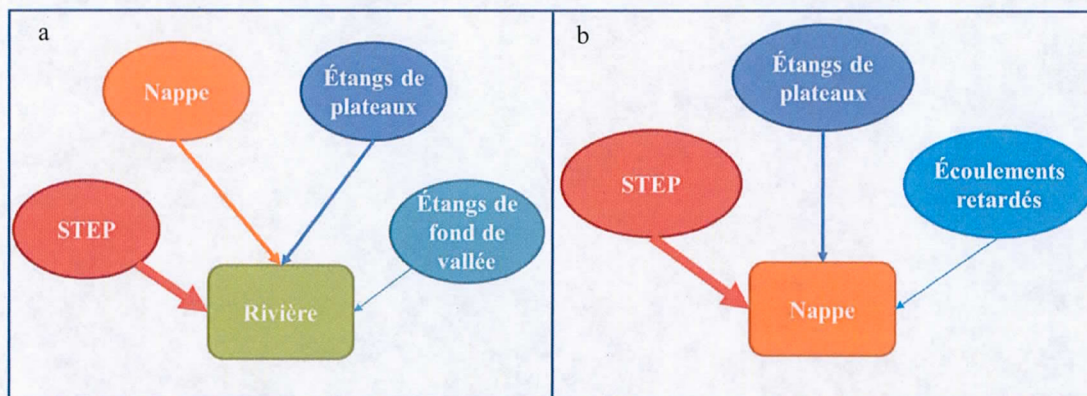 a
Nappe
Étangs de
plateaux
STEP
Étangs de
fond de
vallée
Rivière
b
Étangs de
plateaux
STEP
Écoulements
retardés
Nappe